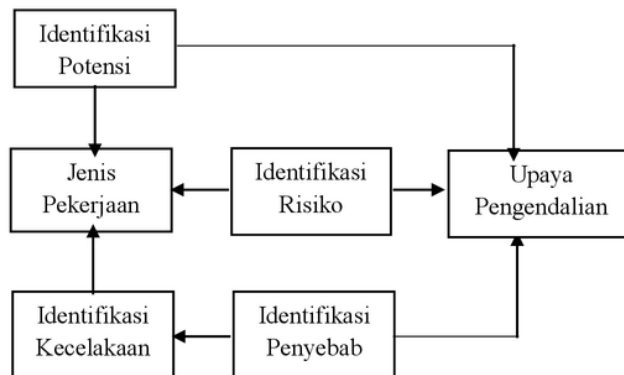 Identifikasi
Potensi
Jenis
Pekerjaan
Identifikasi
Risiko
Upaya
Pengendalian
Identifikasi
Kecelakaan
Identifikasi
Penyebab